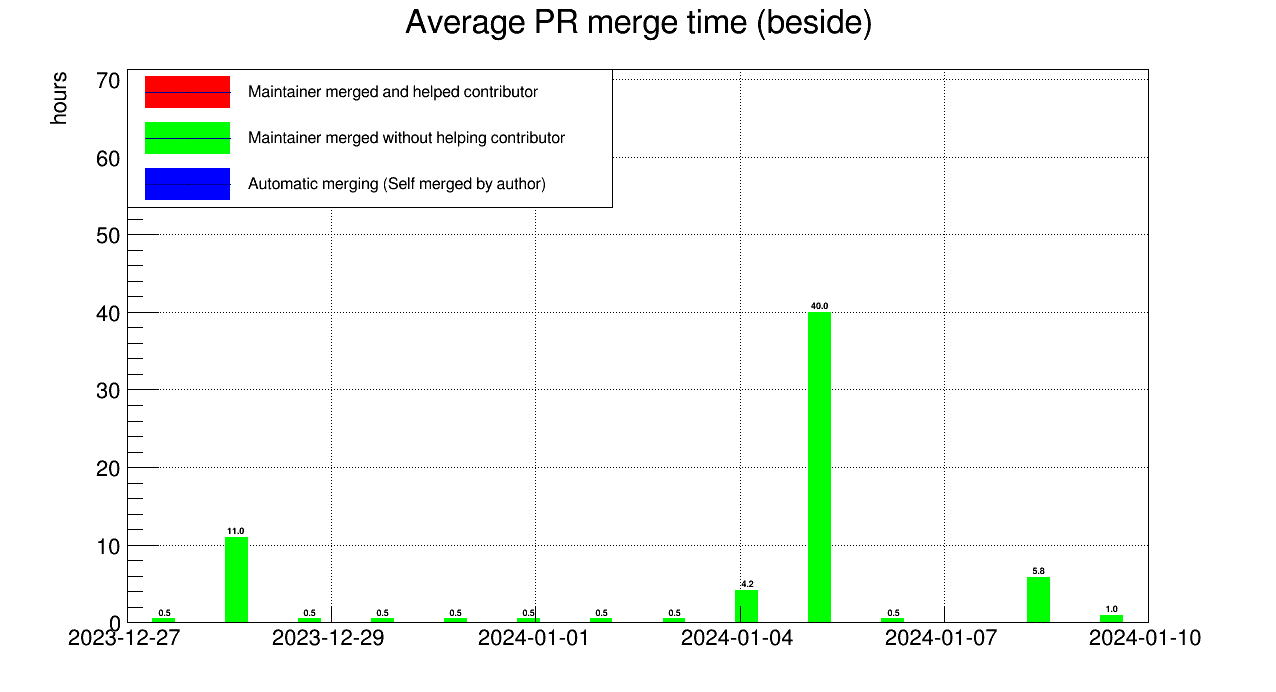 Average PR merge time (beside)
hours
Maintainer merged and helped contributor
Maintainer merged without helping contributor
Automatic merging (Self merged by author)
70
60
50
40
30
20
10
0
40.0
11.0
5.8
4.2
1.0
0.5 0.5 0.5 0.5 0.5 0.5 0.5 0.5
2023-12-27 2023-12-29 2024-01-01 2024-01-04 2024-01-07 2024-01-10